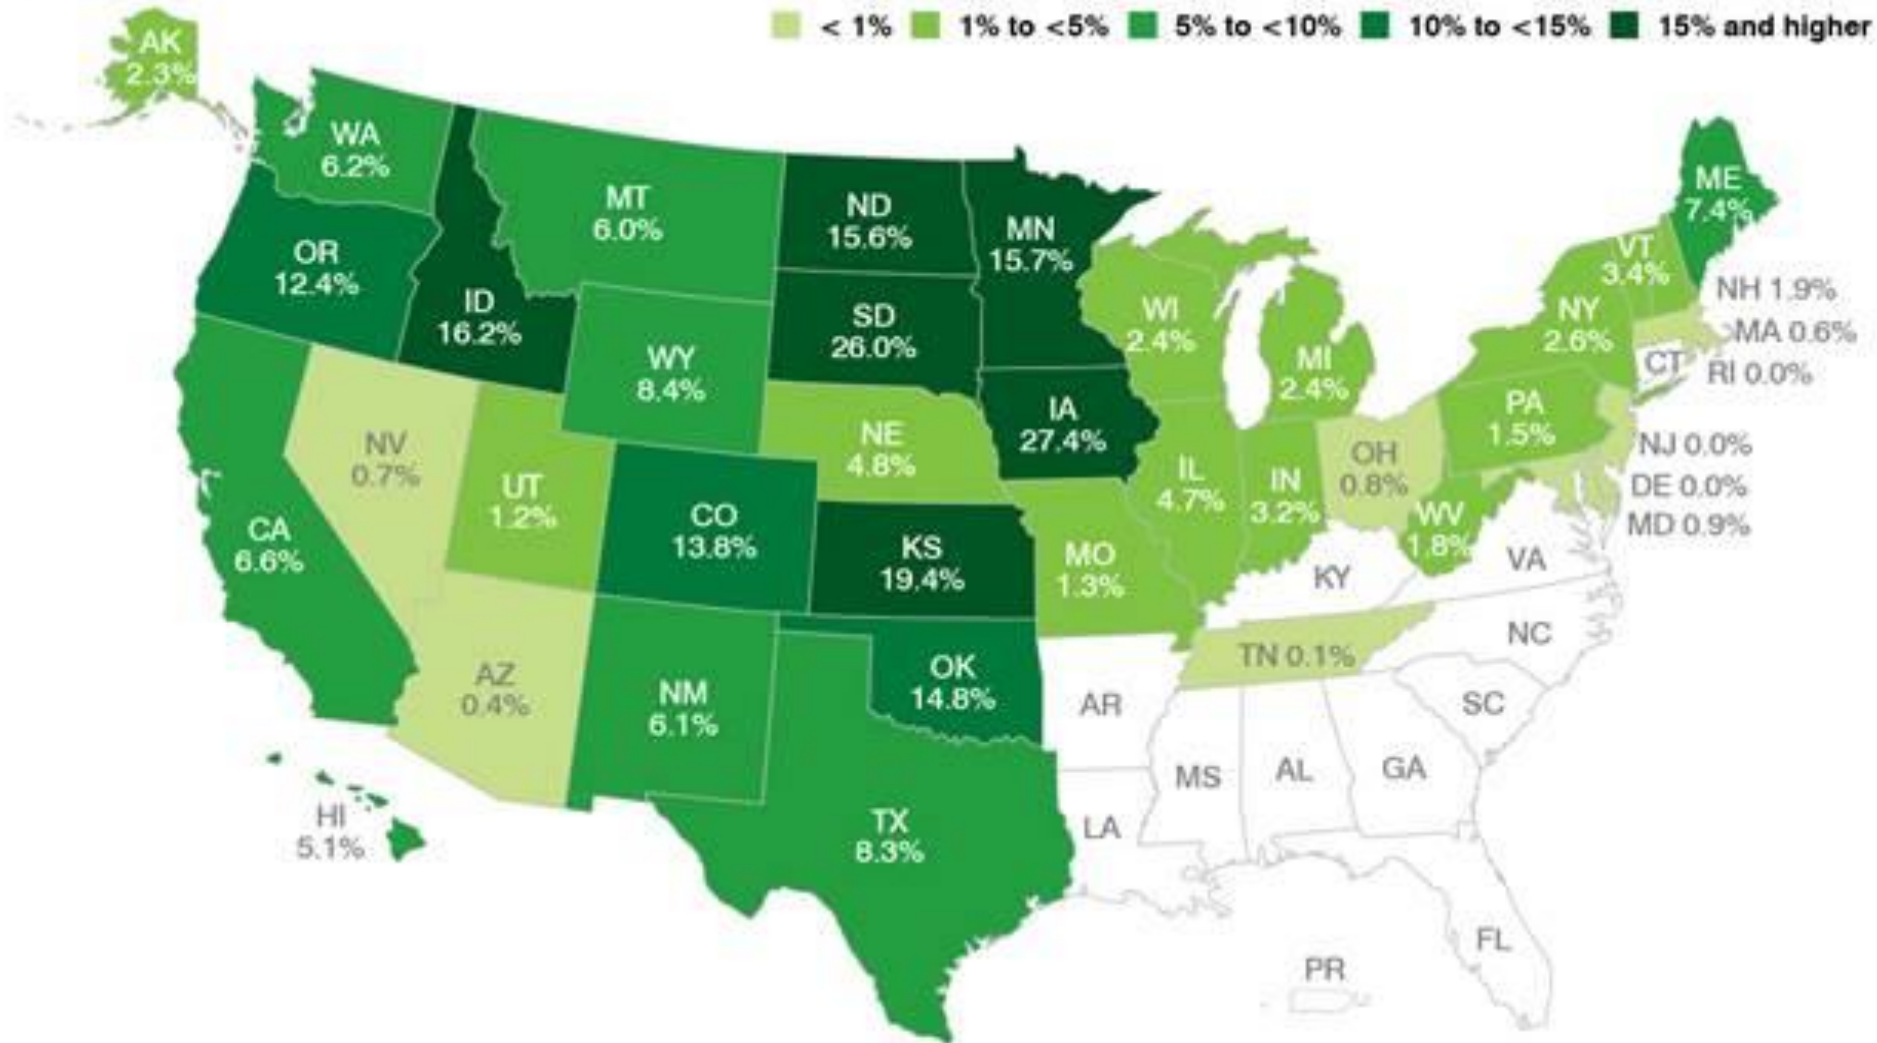 < 1% 1% to <5% 5% to <10% 10% to <15% 15% and higher
AK
2.3%
WA
6.2%
MT
6.0%
ND
15.6%
MN
15.7%
ME
7.4%
OR
12.4%
ID
16.2%
WY
8.4%
SD
26.0%
WI
2.4%
MI
2.4%
VT
3.4%
NH 1.9%
NY
2.6%
MA 0.6%
CT
RI 0.0%
NV
0.7%
UT
1.2%
NE
4.8%
IA
27.4%
PA
1.5%
NJ 0.0%
DE 0.0%
MD 0.9%
CA
6.6%
CO
13.8%
KS
19.4%
MO
1.3%
IL
4.7%
IN
3.2%
OH
0.8%
WV
1.8%
VA
KY
NC
TN 0.1%
AZ
0.4%
NM
6.1%
OK
14.8%
AR
SC
MS
AL
GA
HI
5.1%
TX
8.3%
LA
FL
PR